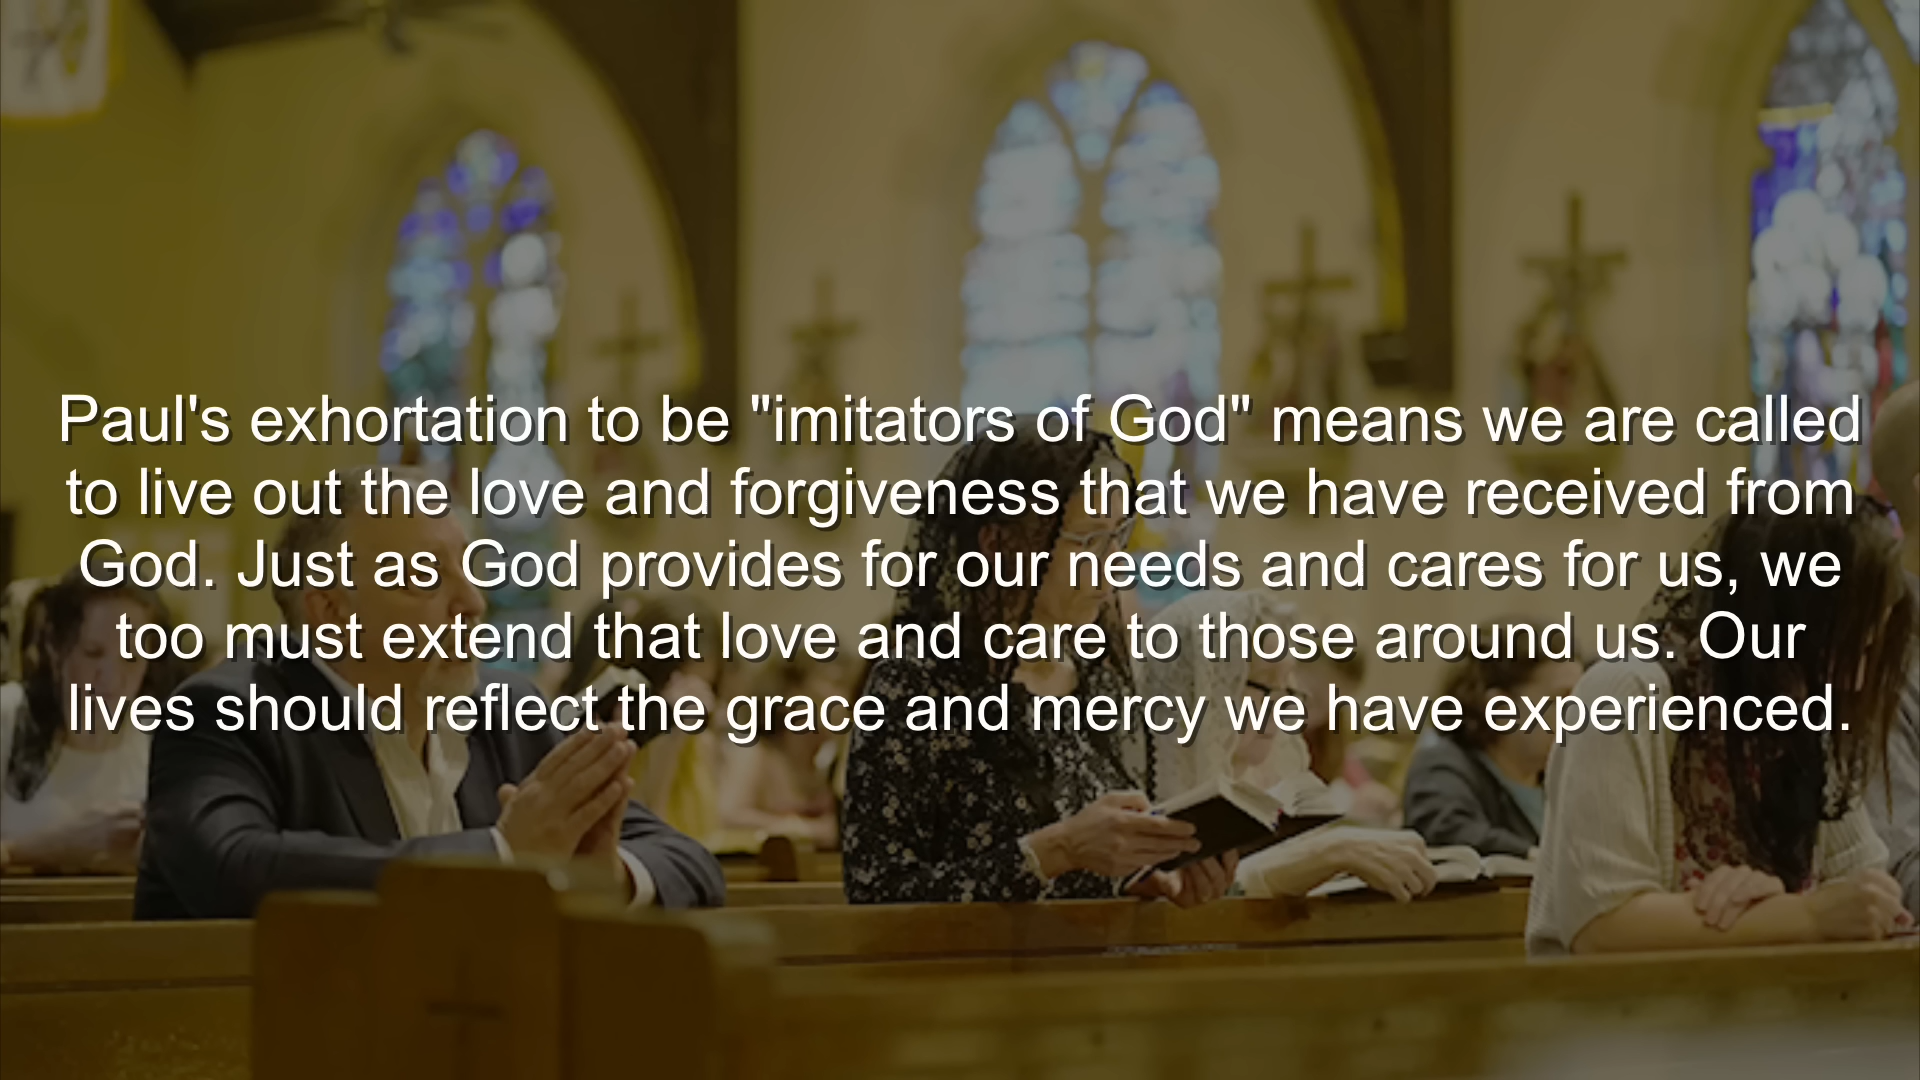 Paul's exhortation to be "imitators of God" means we are called
to live out the love and forgiveness that we have received from
God. Just as God provides for our needs and cares for us, we
too must extend that love and care to those around us. Our
lives should reflect the grace and mercy we have experienced.